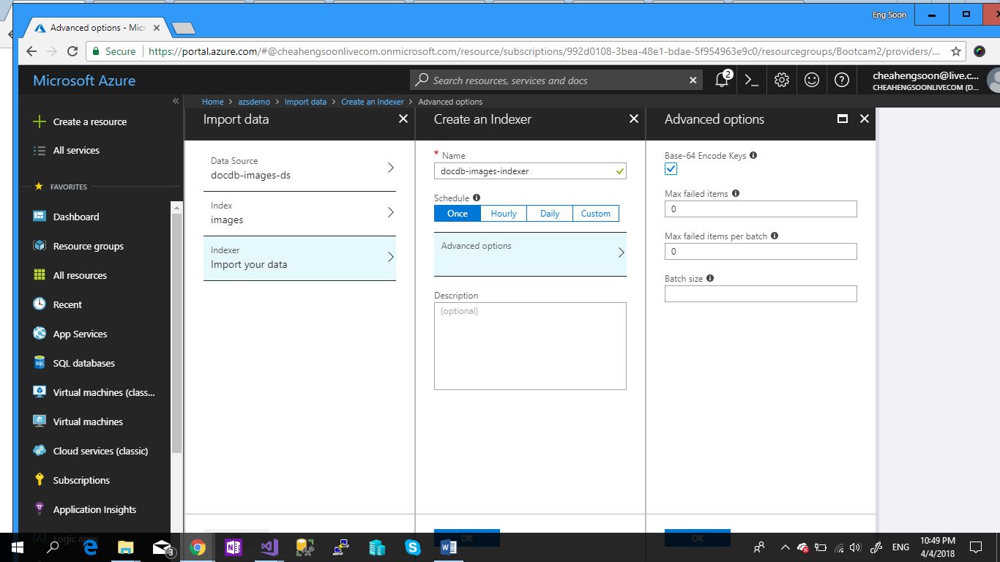 Eng Soon
Advanced options - Micr
Secure
https://portal.azure.com/#@cheahengsoonlivecom.onmicrosoft.com/resource/subscriptions/992d0108-3bea-48e1-bdae-5f954963e9c0/resourcegroups/Bootcam2/providers/...
Microsoft Azure
Search resources, services and docs
2
cheahengsoon@live.c...
CHEAHENGSOONLIVECOM (D...
Home > azsdemo > Import data > Create an Indexer > Advanced options
Create a resource
All services
FAVORITES
Dashboard
Resource groups
All resources
Recent
App Services
SQL databases
Virtual machines (class...
Virtual machines
Cloud services (classic)
Subscriptions
Application Insights
Logic apps
Import data
Data Source
docdb-images-ds
Index
images
Indexer
Import your data
Create an Indexer
* Name
docdb-images-indexer
Schedule
Once Hourly Daily Custom
Advanced options
Description
(optional)
OK
Advanced options
Base-64 Encode Keys
Max failed items
0
Max failed items per batch
0
Batch size
OK
3
ENG
10:49 PM
4/4/2018